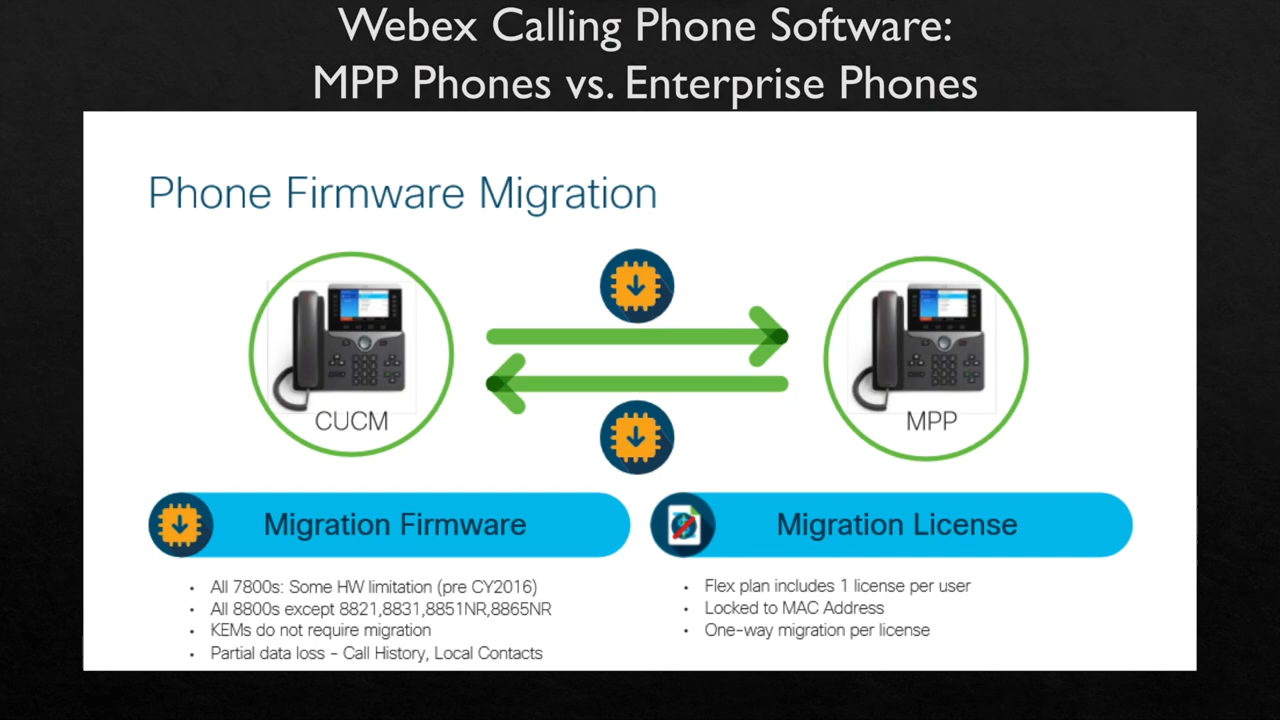 Webex Calling Phone Software:
MPP Phones vs. Enterprise Phones
Phone Firmware Migration
CUCM
MPP
Migration Firmware
• All 7800s: Some HW limitation (pre CY2016)
• All 8800s except 8821,8831,8851NR,8865NR
• KEMs do not require migration
• Partial data loss – Call History, Local Contacts
Migration License
• Flex plan includes 1 license per user
• Locked to MAC Address
• One-way migration per license